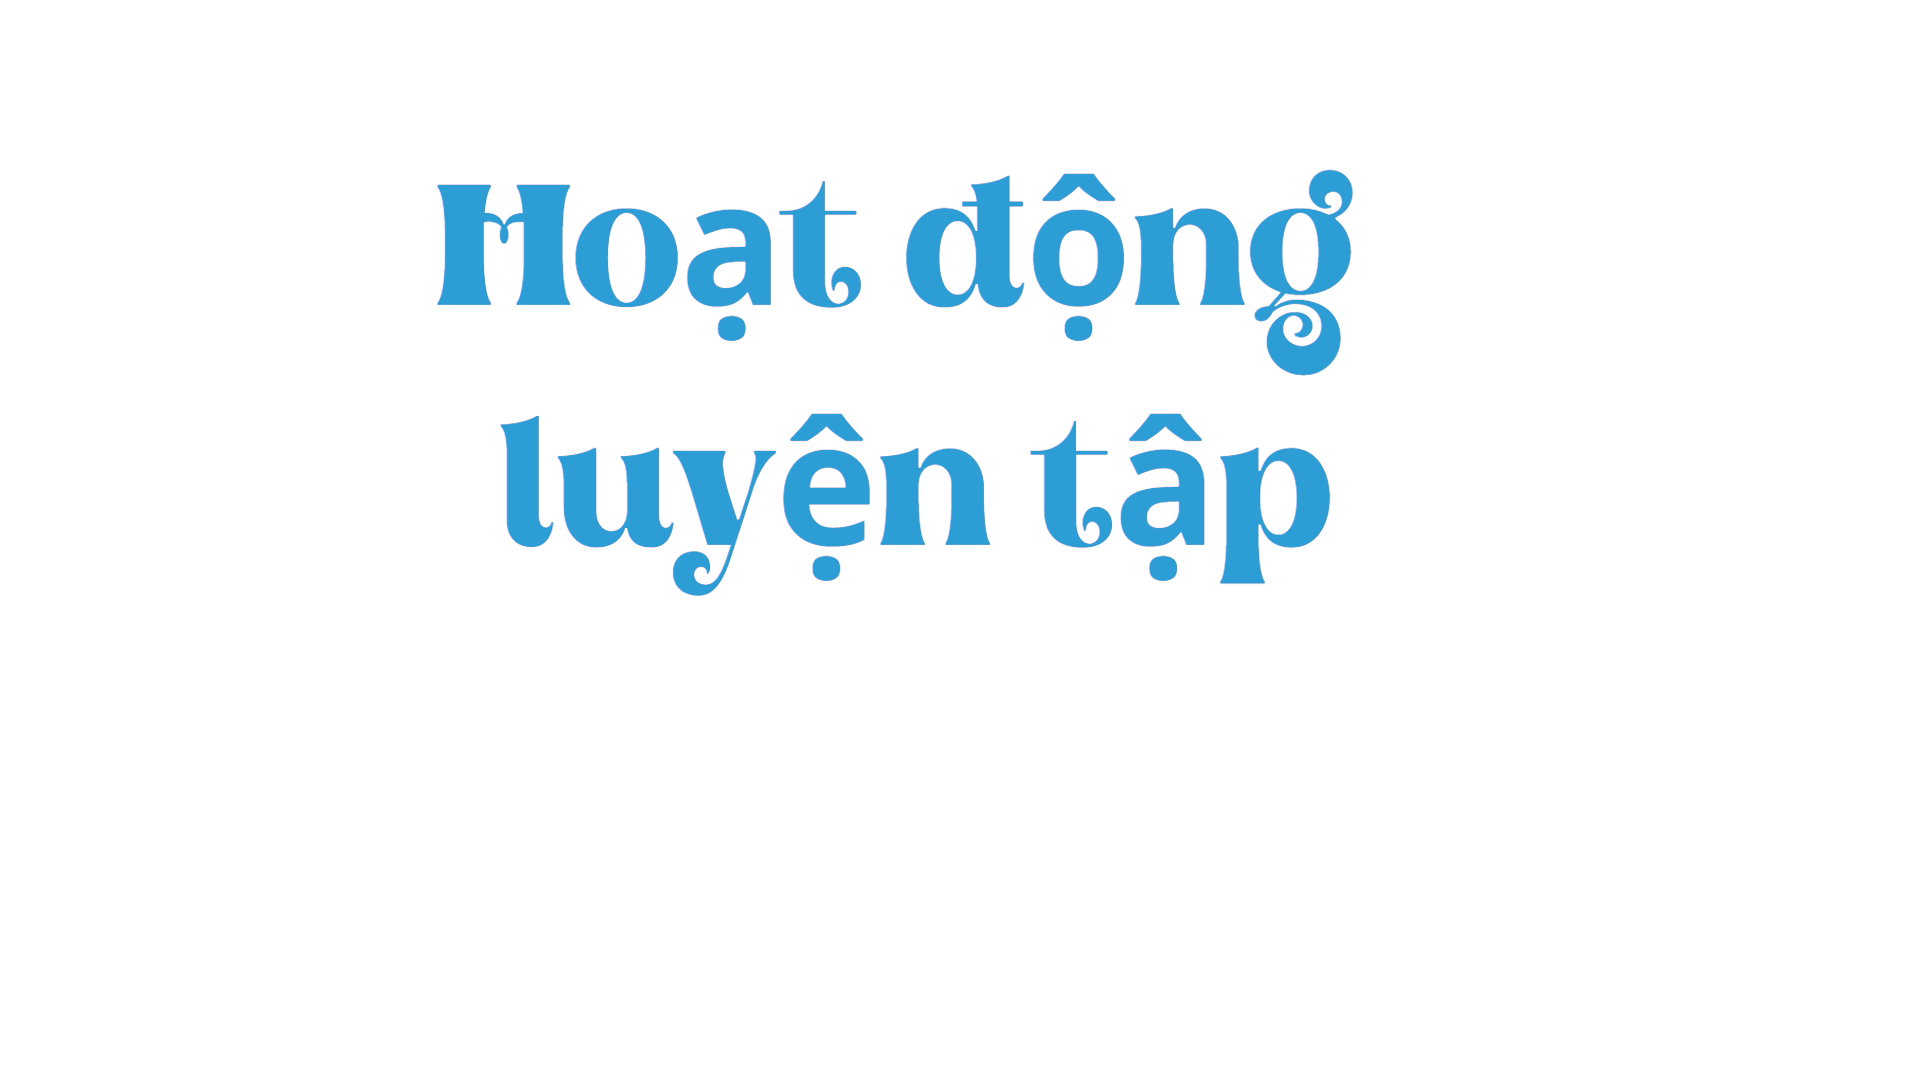 Hoạt động
luyện tập